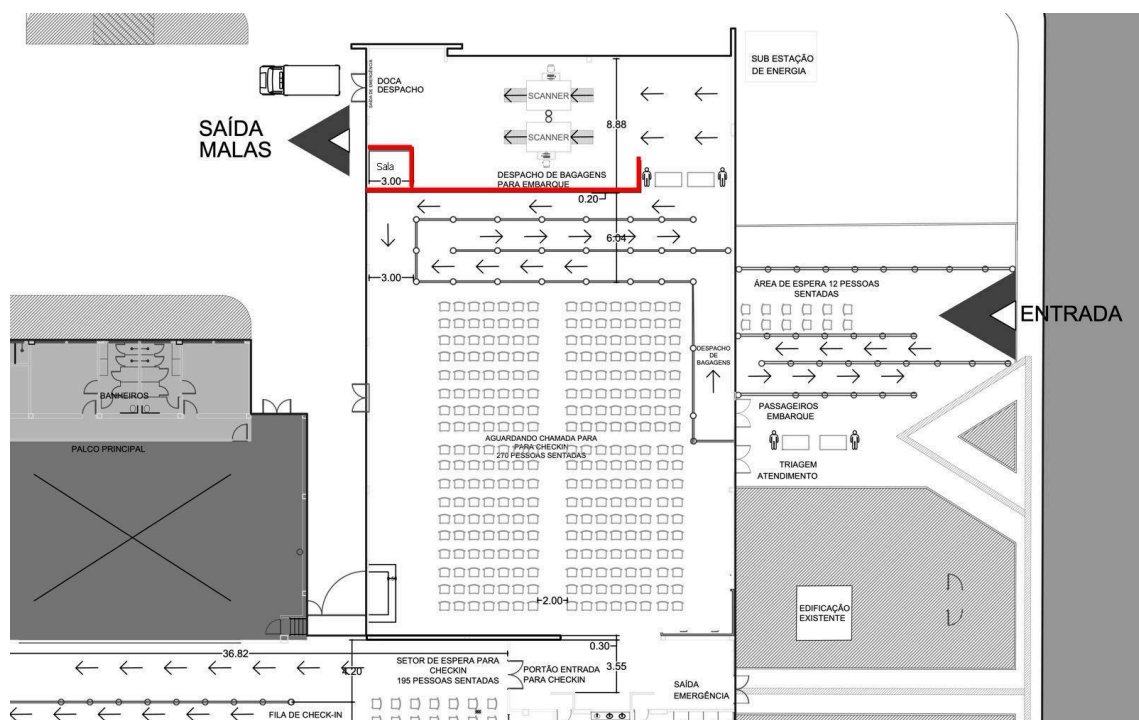 SUB ESTAÇÃO
DE ENERGIA
SAÍDA DE EMERGÊNCIA
DOCA
DESPACHO
SCANNER
SCANNER
8.88
SAÍDA
MALAS
Sala
3.00
DESPACHO DE BAGAGENS
PARA EMBARQUE
0.20
6.04
3.00
ÁREA DE ESPERA 12 PESSOAS
SENTADAS
ENTRADA
DESPACHO
DE
BAGAGENS
BANHEIROS
PASSAGEIROS
EMBARQUE
PALCO PRINCIPAL
AGUARDANDO CHAMADA PARA
PARA CHECKIN
270 PESSOAS SENTADAS
TRIAGEM
ATENDIMENTO
2.00
EDIFICAÇÃO
EXISTENTE
36.82
4.20
SETOR DE ESPERA PARA
CHECKIN
195 PESSOAS SENTADAS
PORTÃO ENTRADA
PARA CHECKIN
0.30
3.55
SAÍDA
EMERGÊNCIA
FILA DE CHECK-IN